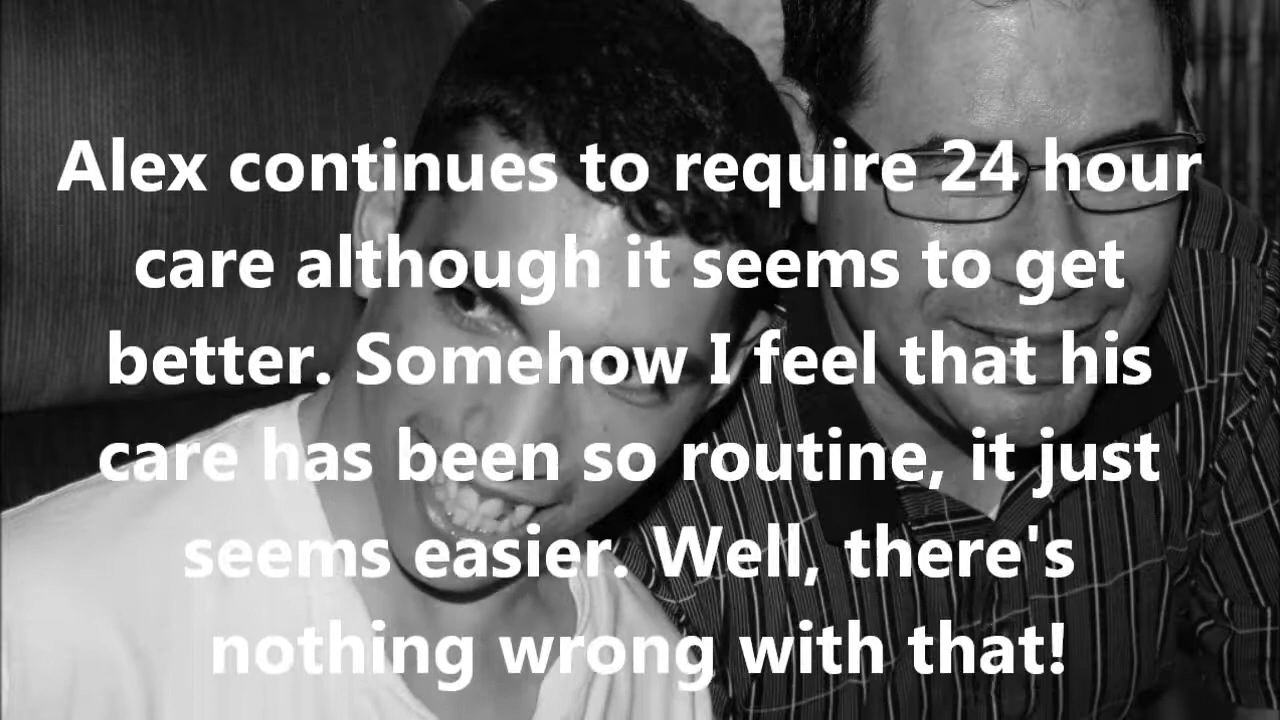 Alex continues to require 24 hour
care although it seems to get
better. Somehow I feel that his
care has been so routine, it just
seems easier. Well, there's
nothing wrong with that!